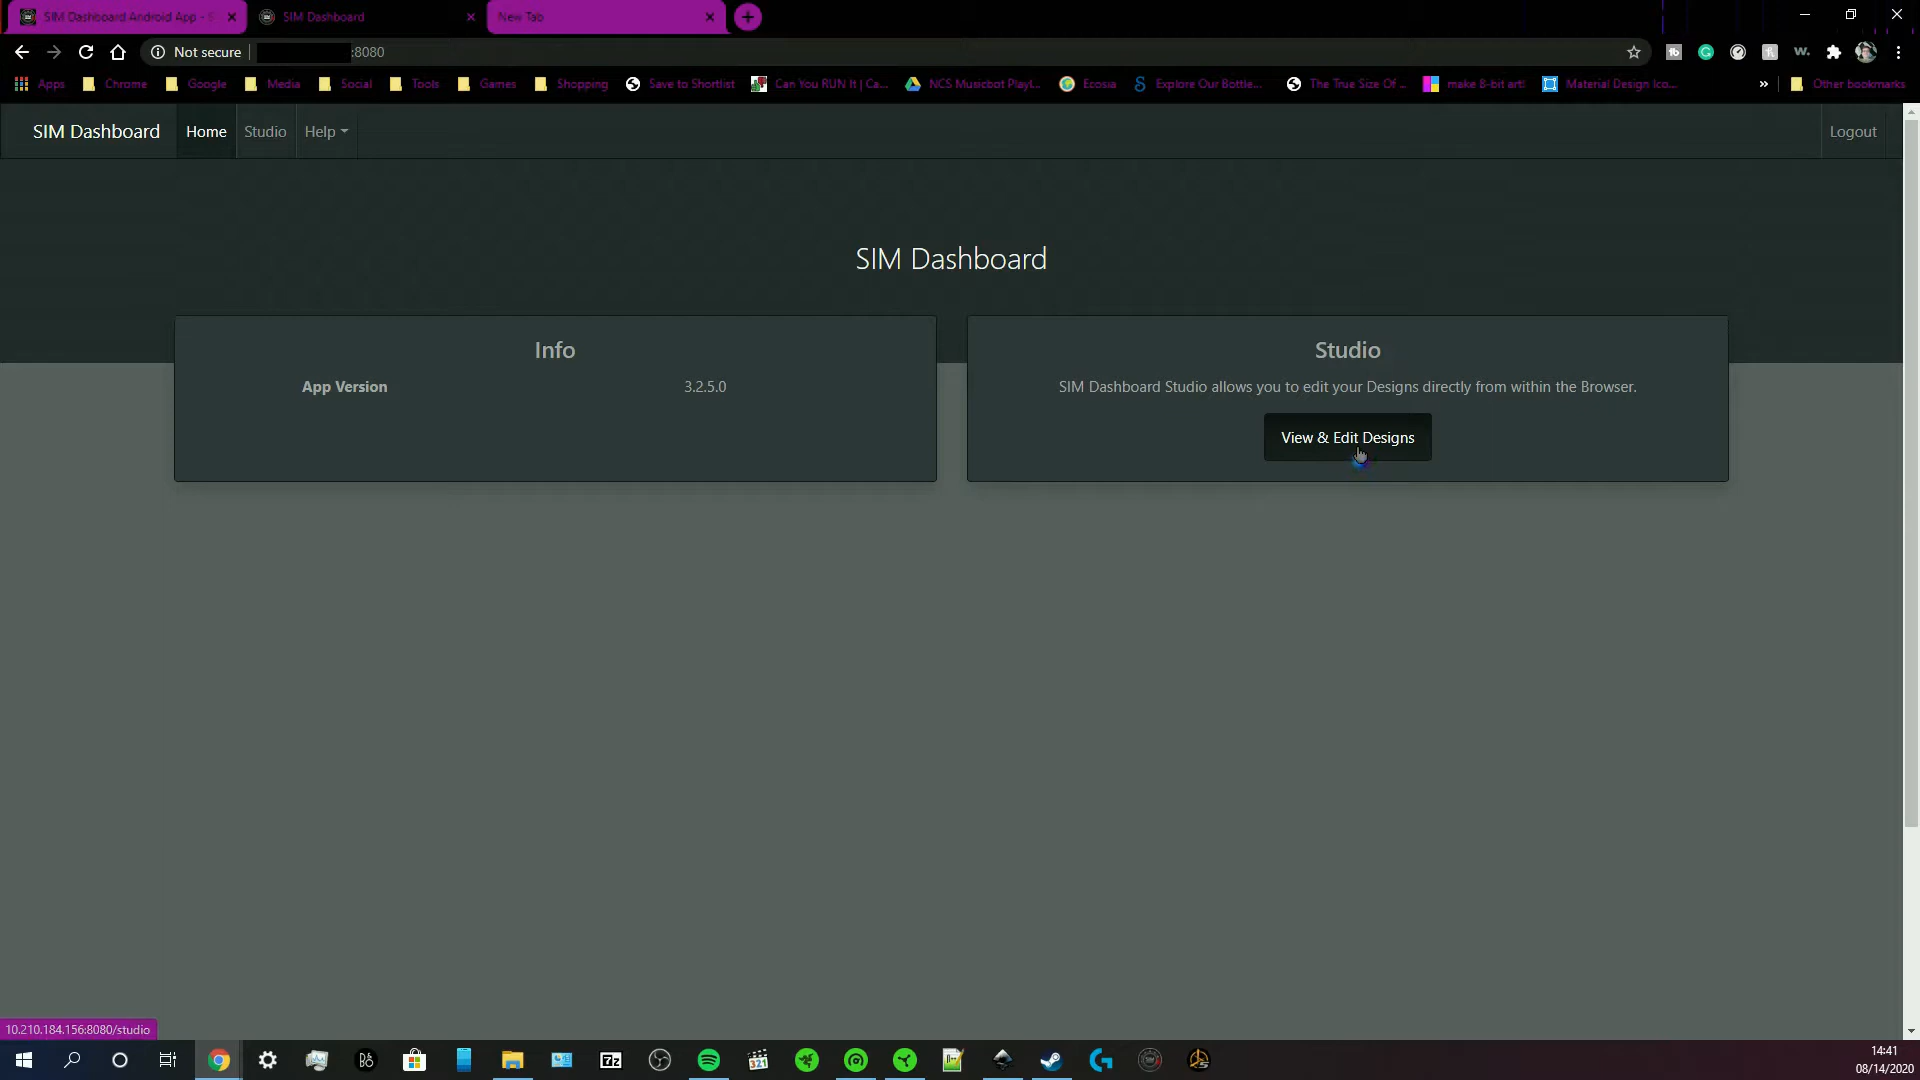 SIM Dashboard Android App - S
SIM Dashboard
New Tab
Not secure
:8080
Apps Chrome Google Media Social Tools Games Shopping Save to Shortlist Can You RUN It | Ca... NCS Musicbot Playl... Ecosia Explore Our Bottle... The True Size Of ... make 8-bit art! Material Design Ico... » Other bookmarks
SIM Dashboard Home Studio Help Logout
SIM Dashboard
Info
App Version 3.2.5.0
Studio
SIM Dashboard Studio allows you to edit your Designs directly from within the Browser.
View & Edit Designs
10.210.184.156:8080/studio
14:41
08/14/2020